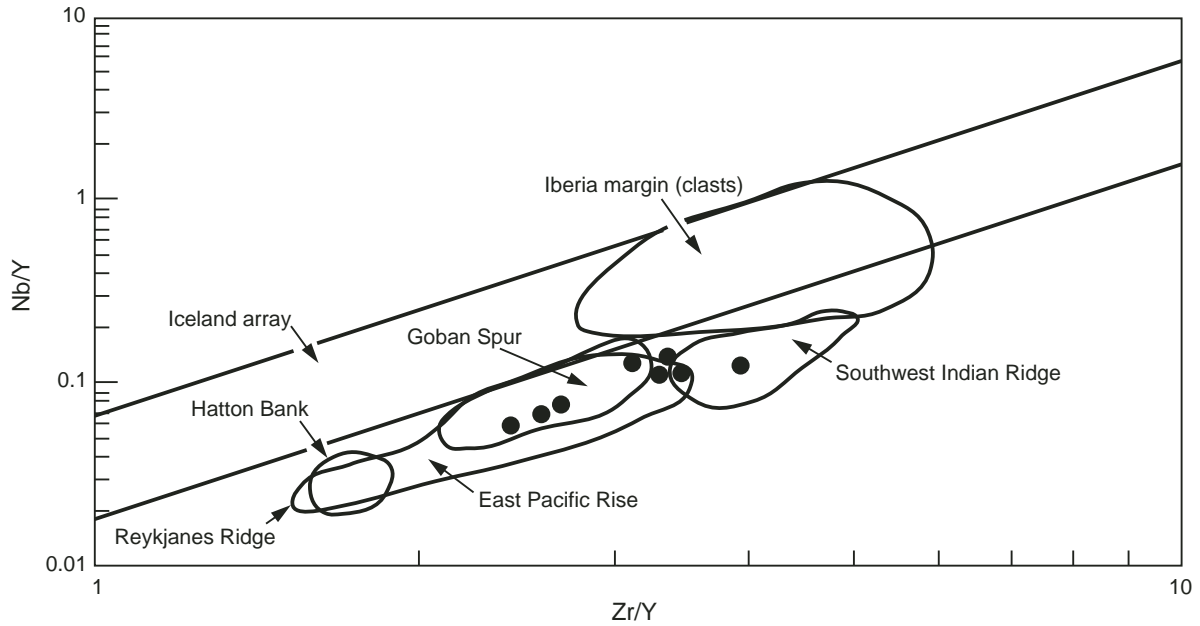 10
Iberia margin (clasts)
1
Nb/Y
Iceland array
Goban Spur
Southwest Indian Ridge
0.1
Hatton Bank
East Pacific Rise
Reykjanes Ridge
0.01
1
10
Zr/Y